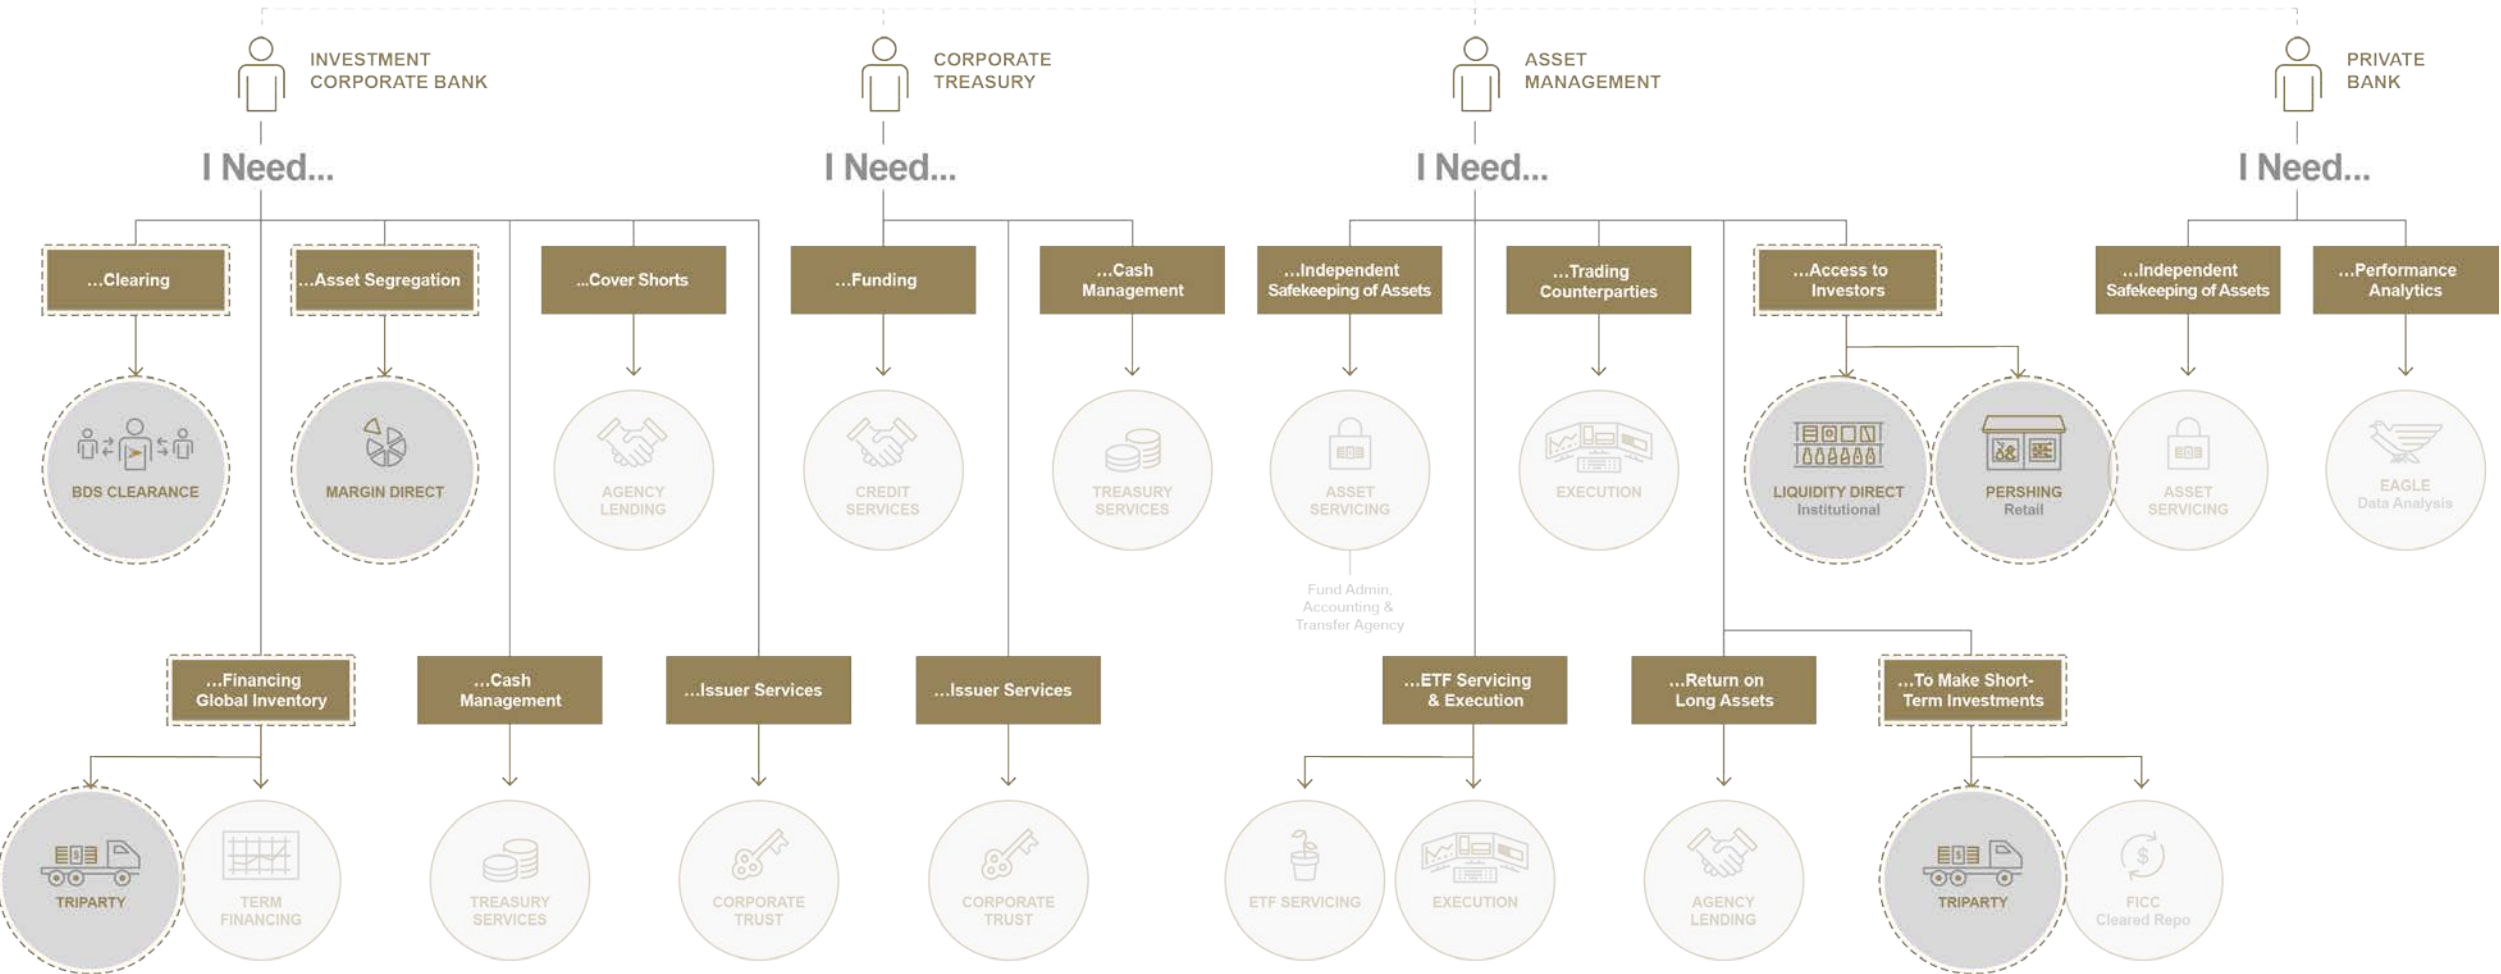 INVESTMENT
CORPORATE BANK
CORPORATE
TREASURY
ASSET
MANAGEMENT
PRIVATE
BANK
I Need...
I Need...
I Need...
I Need...
...Clearing
...Asset Segregation
...Cover Shorts
...Funding
...Cash
Management
...Independent
Safekeeping of Assets
...Trading
Counterparties
...Access to
Investors
...Independent
Safekeeping of Assets
...Performance
Analytics
BDS CLEARANCE
MARGIN DIRECT
AGENCY
LENDING
CREDIT
SERVICES
TREASURY
SERVICES
ASSET
SERVICING
Fund Admin,
Accounting &
Transfer Agency
EXECUTION
LIQUIDITY DIRECT
Institutional
PERSHING
Retail
ASSET
SERVICING
EAGLE
Data Analysis
...Financing
Global Inventory
...Cash
Management
...Issuer Services
...Issuer Services
...ETF Servicing
& Execution
...Return on
Long Assets
...To Make Short-
Term Investments
TRIPARTY
TERM
FINANCING
TREASURY
SERVICES
CORPORATE
TRUST
CORPORATE
TRUST
ETF SERVICING
EXECUTION
AGENCY
LENDING
$
TRIPARTY
$
FICC
Cleared Repo
$